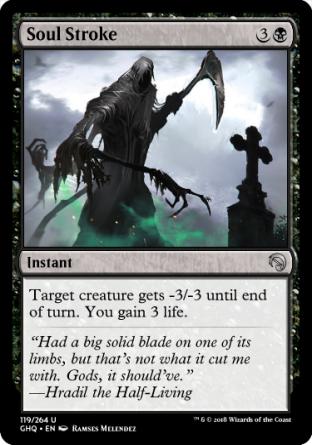 Soul Stroke 3
Instant
Target creature gets -3/-3 until end
of turn. You gain 3 life.
“Had a big solid blade on one of its
limbs, but that’s not what it cut me
with. Gods, it should’ve.”
—Hradil the Half-Living
119/264 U
GHQ • EN Ramses Melendez
™ & © 2018 Wizards of the Coast